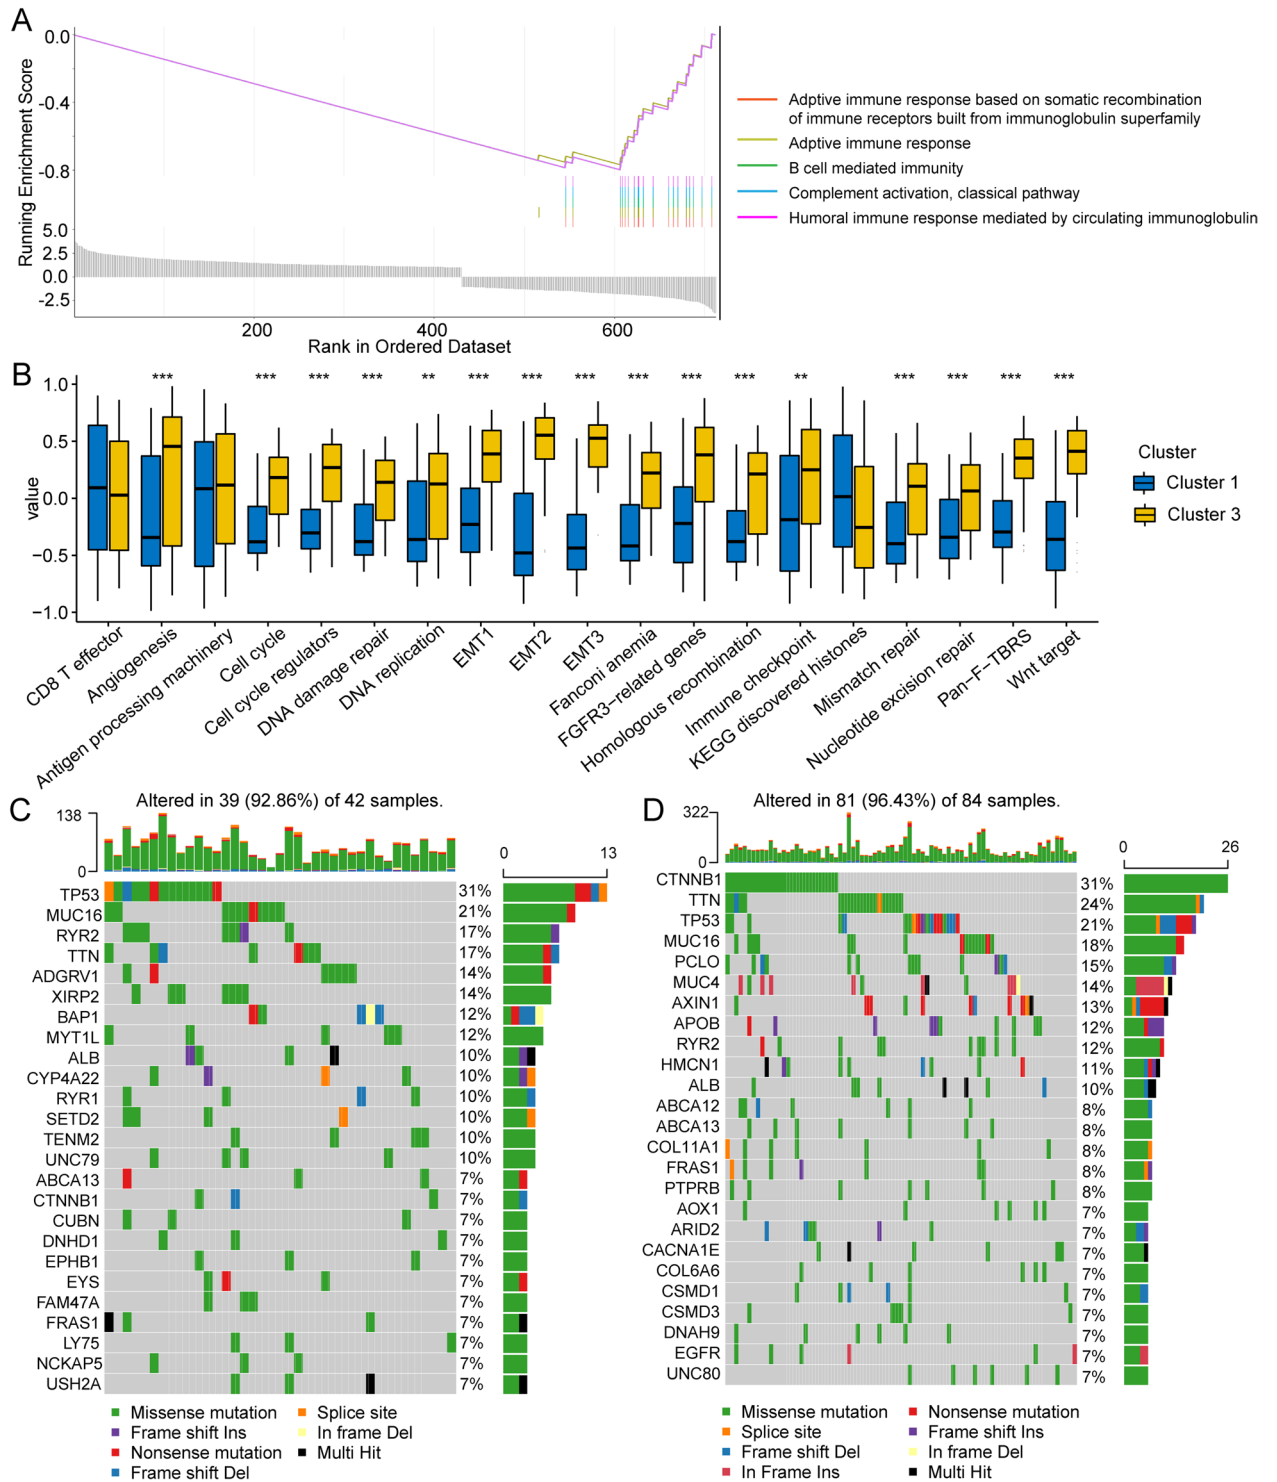 A
Running Enrichment Score
0.0
-0.4
-0.8
5.0
2.5
0.0
-2.5
200
400
600
Rank in Ordered Dataset
Adptive immune response based on somatic recombination
of immune receptors built from immunoglobulin superfamily
Adptive immune response
B cell mediated immunity
Complement activation, classical pathway
Humoral immune response mediated by circulating immunoglobulin
B
value
1.0
0.5
0.0
−0.5
−1.0
*** *** *** *** ** *** *** *** *** *** *** ** *** *** *** ***
CD8 T effector
Angiogenesis
Antigen processing machinery
Cell cycle
Cell cycle regulators
DNA damage repair
DNA replication
EMT1
EMT2
EMT3
Fanconi anemia
FGFR3−related genes
Homologous recombination
Immune checkpoint
KEGG discovered histones
Mismatch repair
Nucleotide excision repair
Pan−F−TBRS
Wnt target
Cluster
Cluster 1
Cluster 3
C
Altered in 39 (92.86%) of 42 samples.
138
0
0 13
TP53 31%
MUC16 21%
RYR2 17%
TTN 17%
ADGRV1 14%
XIRP2 14%
BAP1 12%
MYT1L 12%
ALB 10%
CYP4A22 10%
RYR1 10%
SETD2 10%
TENM2 10%
UNC79 10%
ABCA13 7%
CTNNB1 7%
CUBN 7%
DNHD1 7%
EPHB1 7%
EYS 7%
FAM47A 7%
FRAS1 7%
LY75 7%
NCKAP5 7%
USH2A 7%
Missense mutation
Frame shift Ins
Nonsense mutation
Frame shift Del
Splice site
In frame Del
Multi Hit
D
Altered in 81 (96.43%) of 84 samples.
322
0
0 26
CTNNB1 31%
TTN 24%
TP53 21%
MUC16 18%
PCLO 15%
MUC4 14%
AXIN1 13%
APOB 12%
RYR2 12%
HMCN1 11%
ALB 10%
ABCA12 8%
ABCA13 8%
COL11A1 8%
FRAS1 8%
PTPRB 8%
AOX1 7%
ARID2 7%
CACNA1E 7%
COL6A6 7%
CSMD1 7%
CSMD3 7%
DNAH9 7%
EGFR 7%
UNC80 7%
Missense mutation
Splice site
Frame shift Del
In Frame Ins
Nonsense mutation
Frame shift Ins
In frame Del
Multi Hit